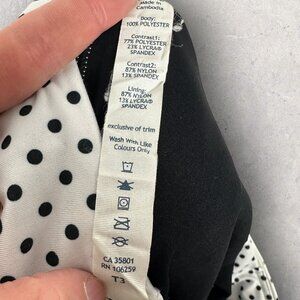 Made in
Cambodia
Body:
100% POLYESTER
Contrast1:
77% POLYESTER
23% LYCRA®
SPANDEX
Contrast2:
87% NYLON
13% SPANDEX
Lining:
87% NYLON
13% LYCRA®
SPANDEX
exclusive of trim
Wash With Like
Colours Only
CA 35801
RN 106259
T3